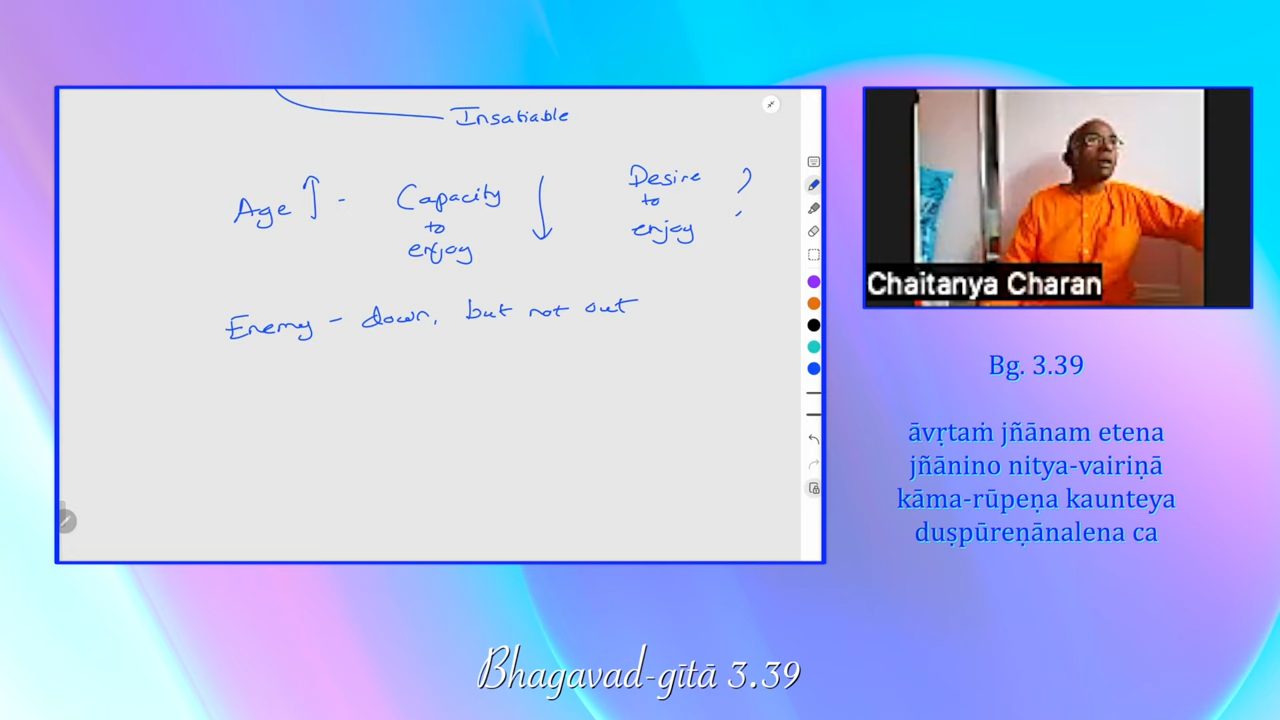 Insatiable
Age ↑ - Capacity to enjoy ↓ Desire to enjoy ?
Enemy - down, but not out
Chaitanya Charan
Bg. 3.39
āvṛtaṁ jñānam etena
jñānino nitya-vairiṇā
kāma-rūpeṇa kaunteya
duṣpūreṇānalena ca
Bhagavad-gītā 3.39